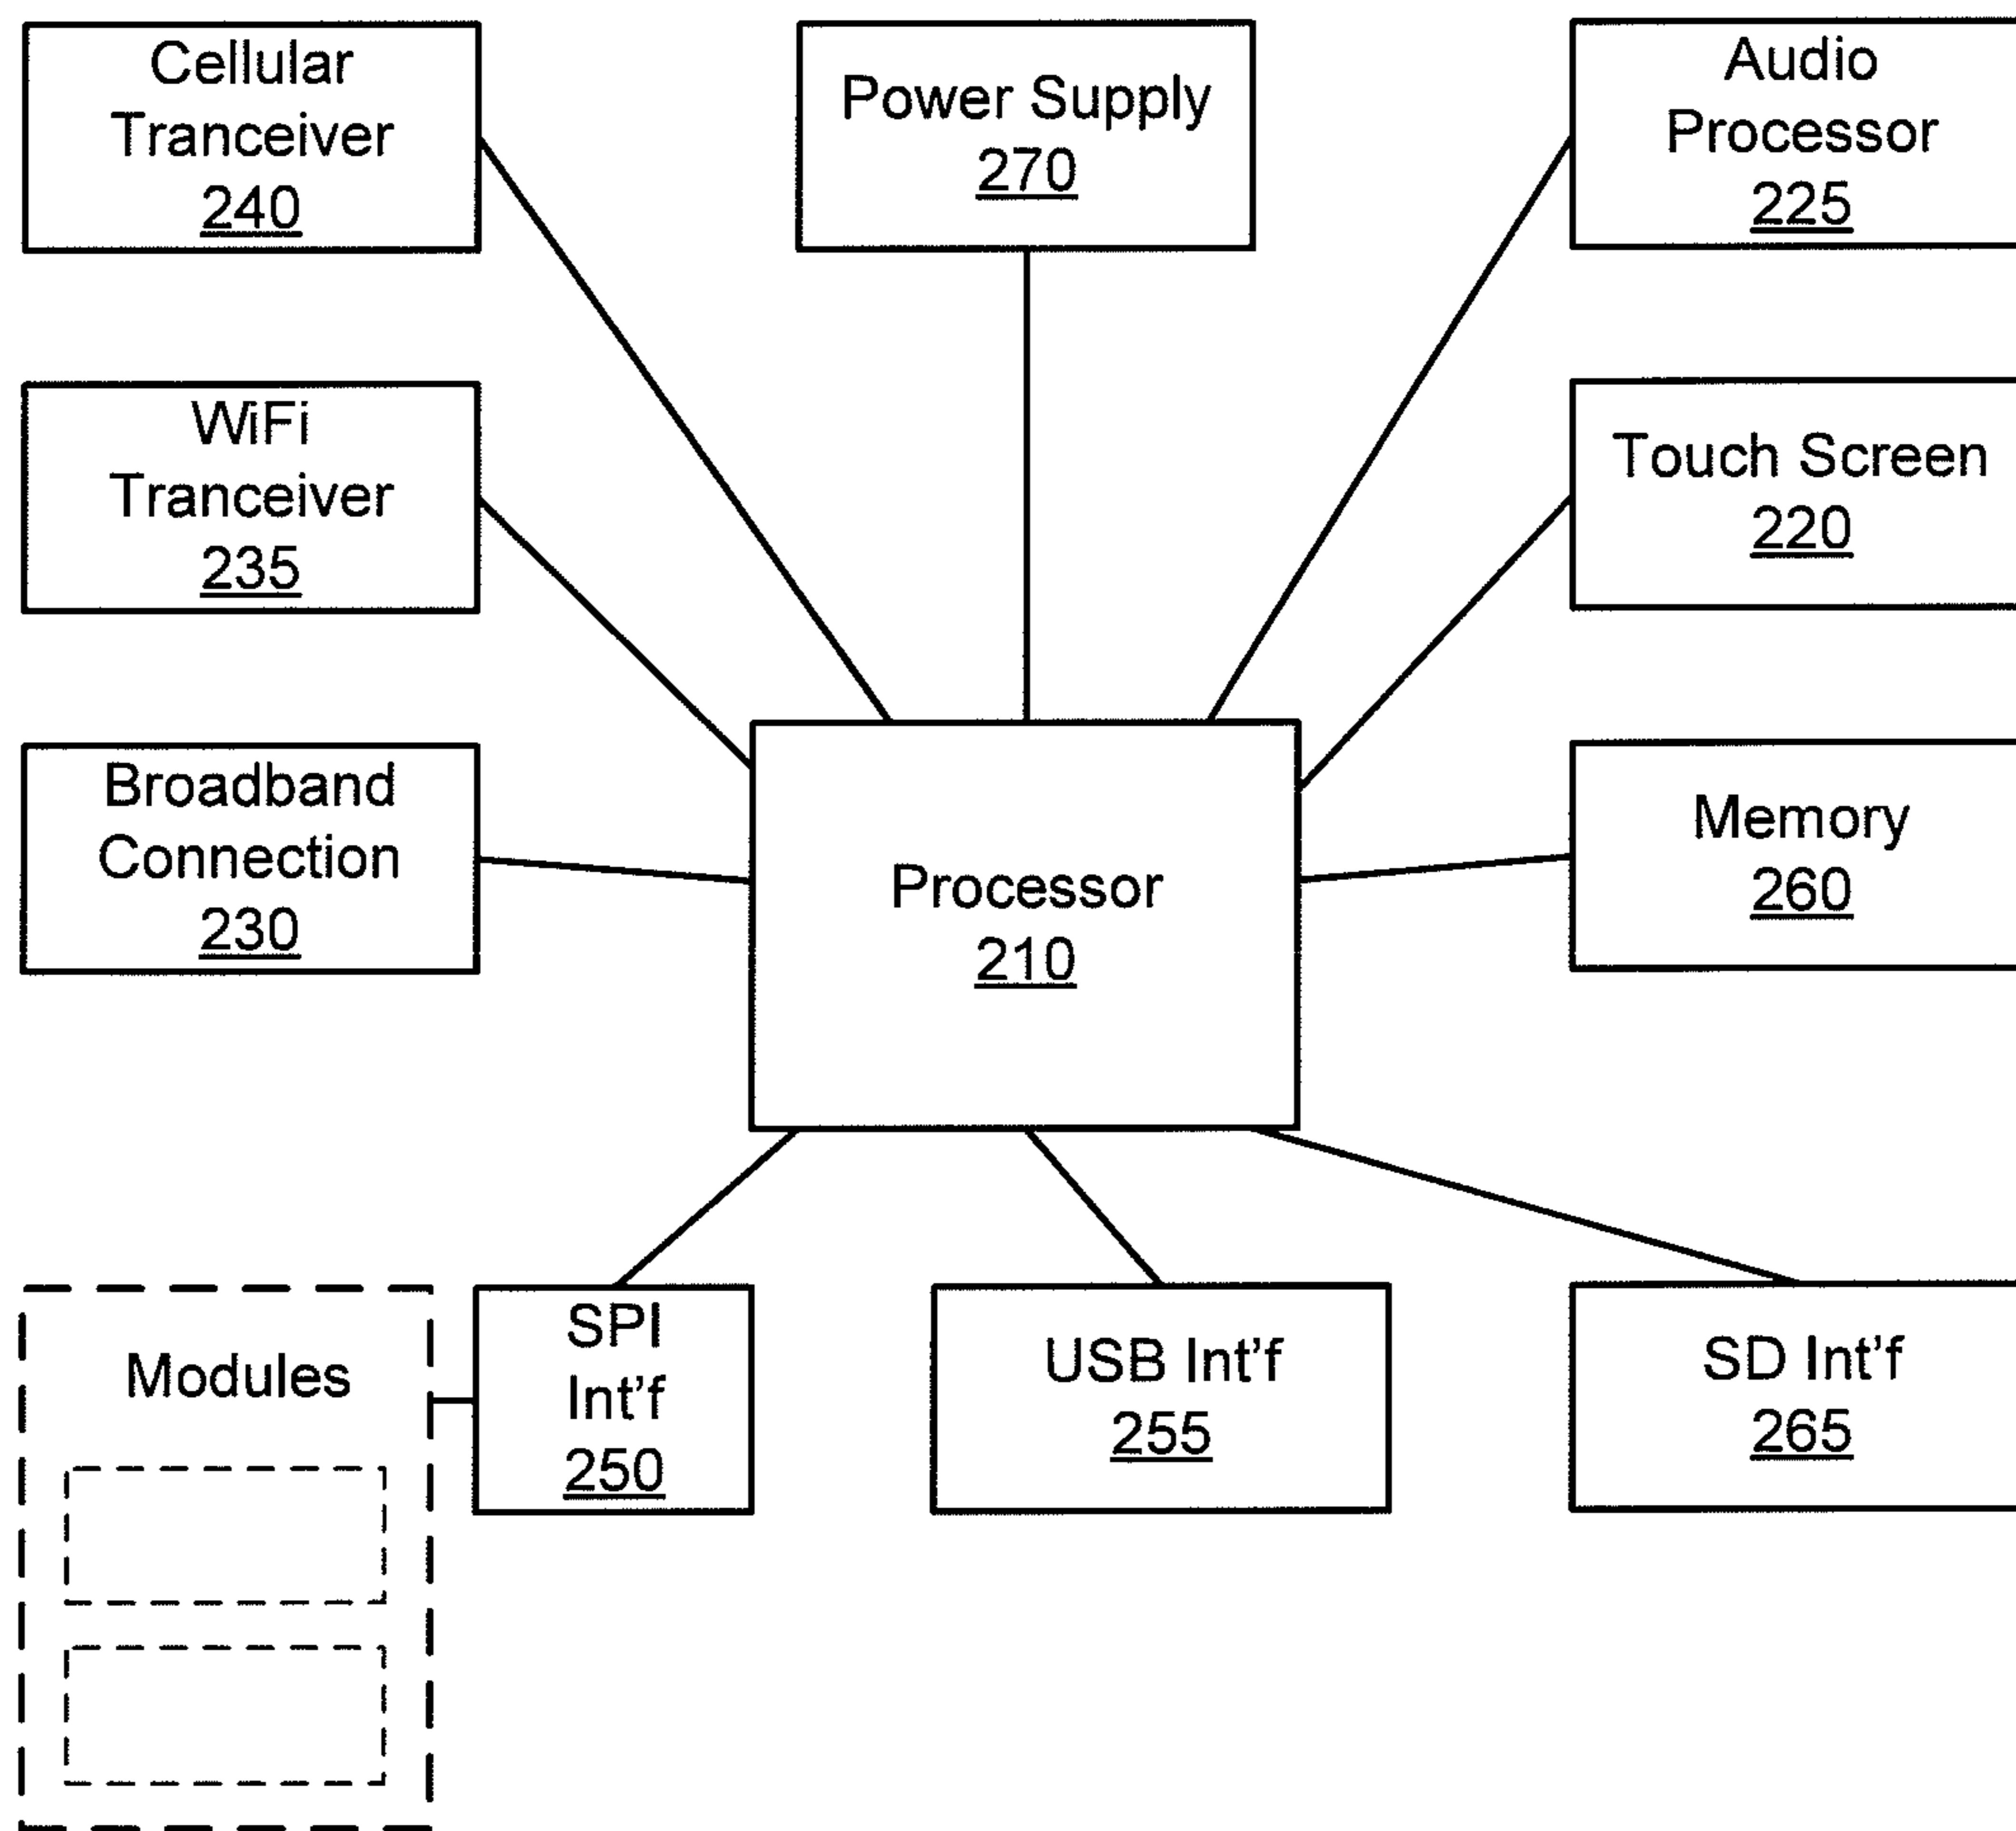 Cellular
Tranceiver
240
Power Supply
270
Audio
Processor
225
WiFi
Tranceiver
235
Touch Screen
220
Broadband
Connection
230
Processor
210
Memory
260
Modules
SPI
Int'f
250
USB Int'f
255
SD Int'f
265